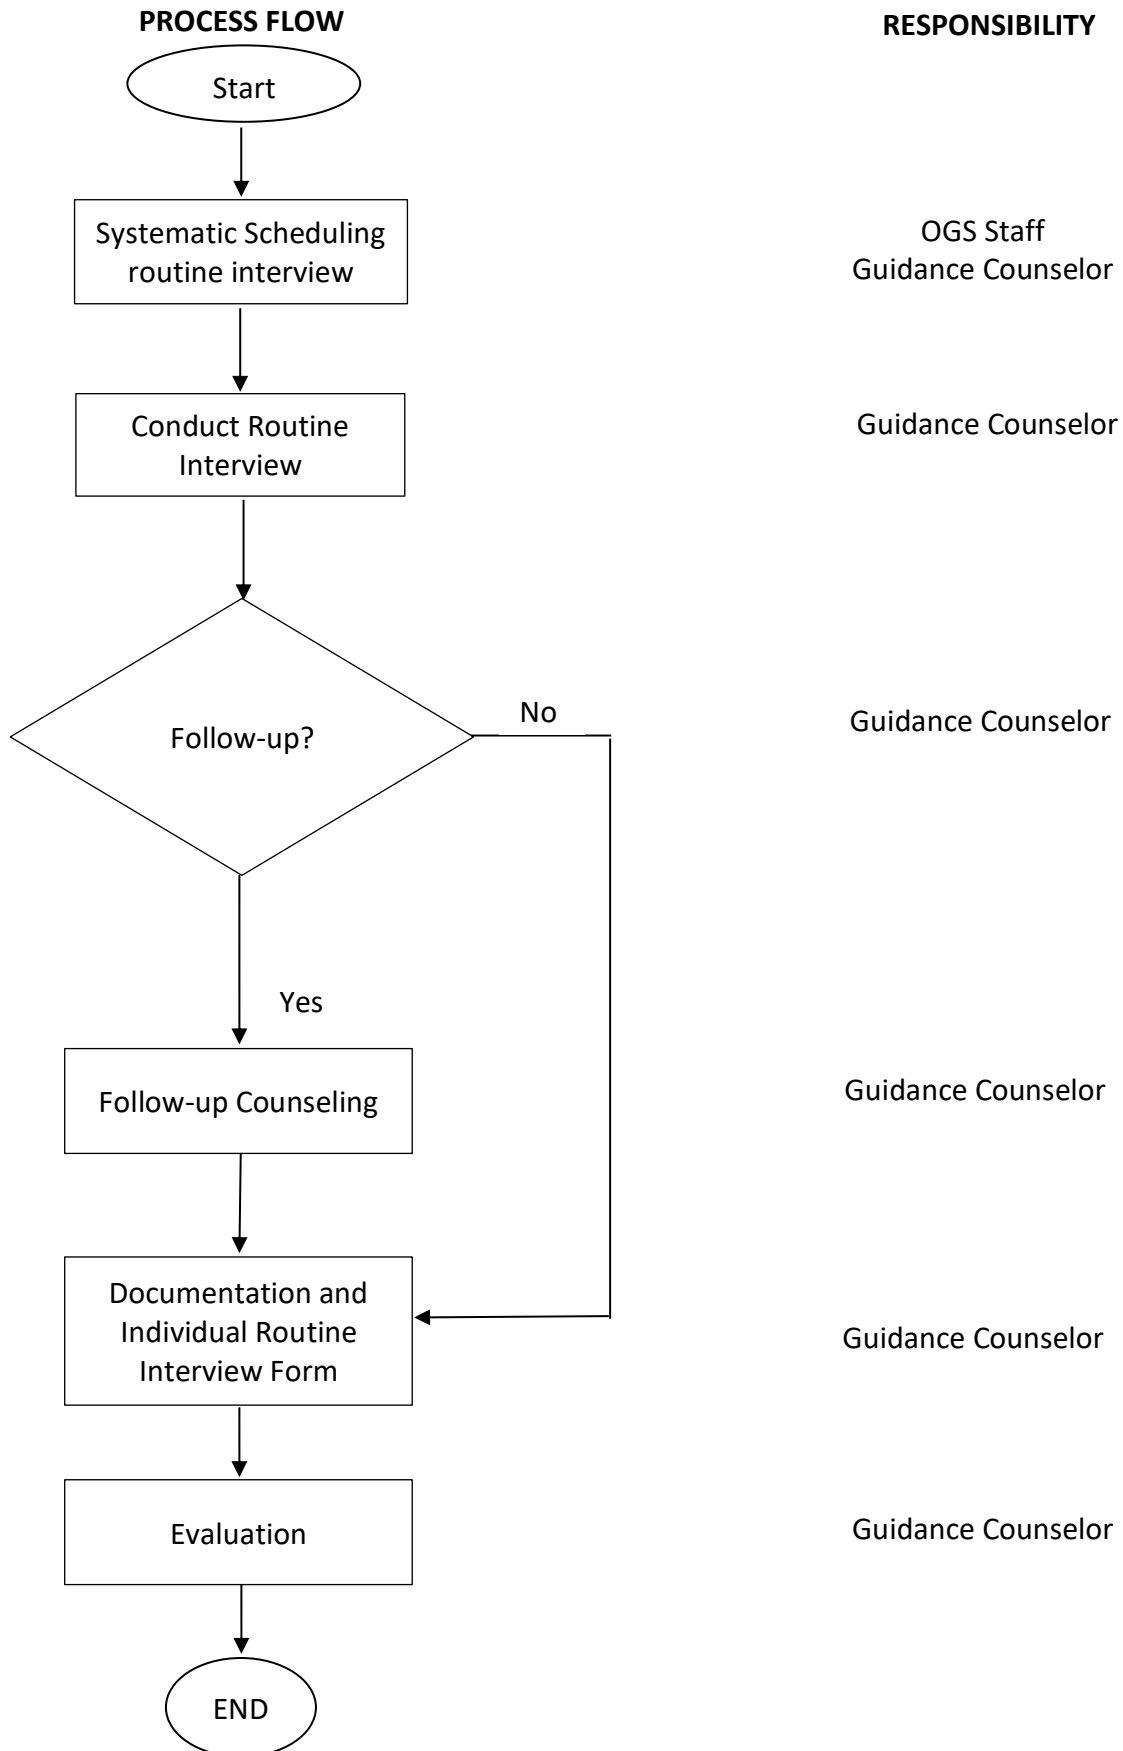 PROCESS FLOW
RESPONSIBILITY
Start
Systematic Scheduling
routine interview
OGS Staff
Guidance Counselor
Conduct Routine
Interview
Guidance Counselor
Follow-up?
No
Guidance Counselor
Yes
Follow-up Counseling
Guidance Counselor
Documentation and
Individual Routine
Interview Form
Guidance Counselor
Evaluation
Guidance Counselor
END